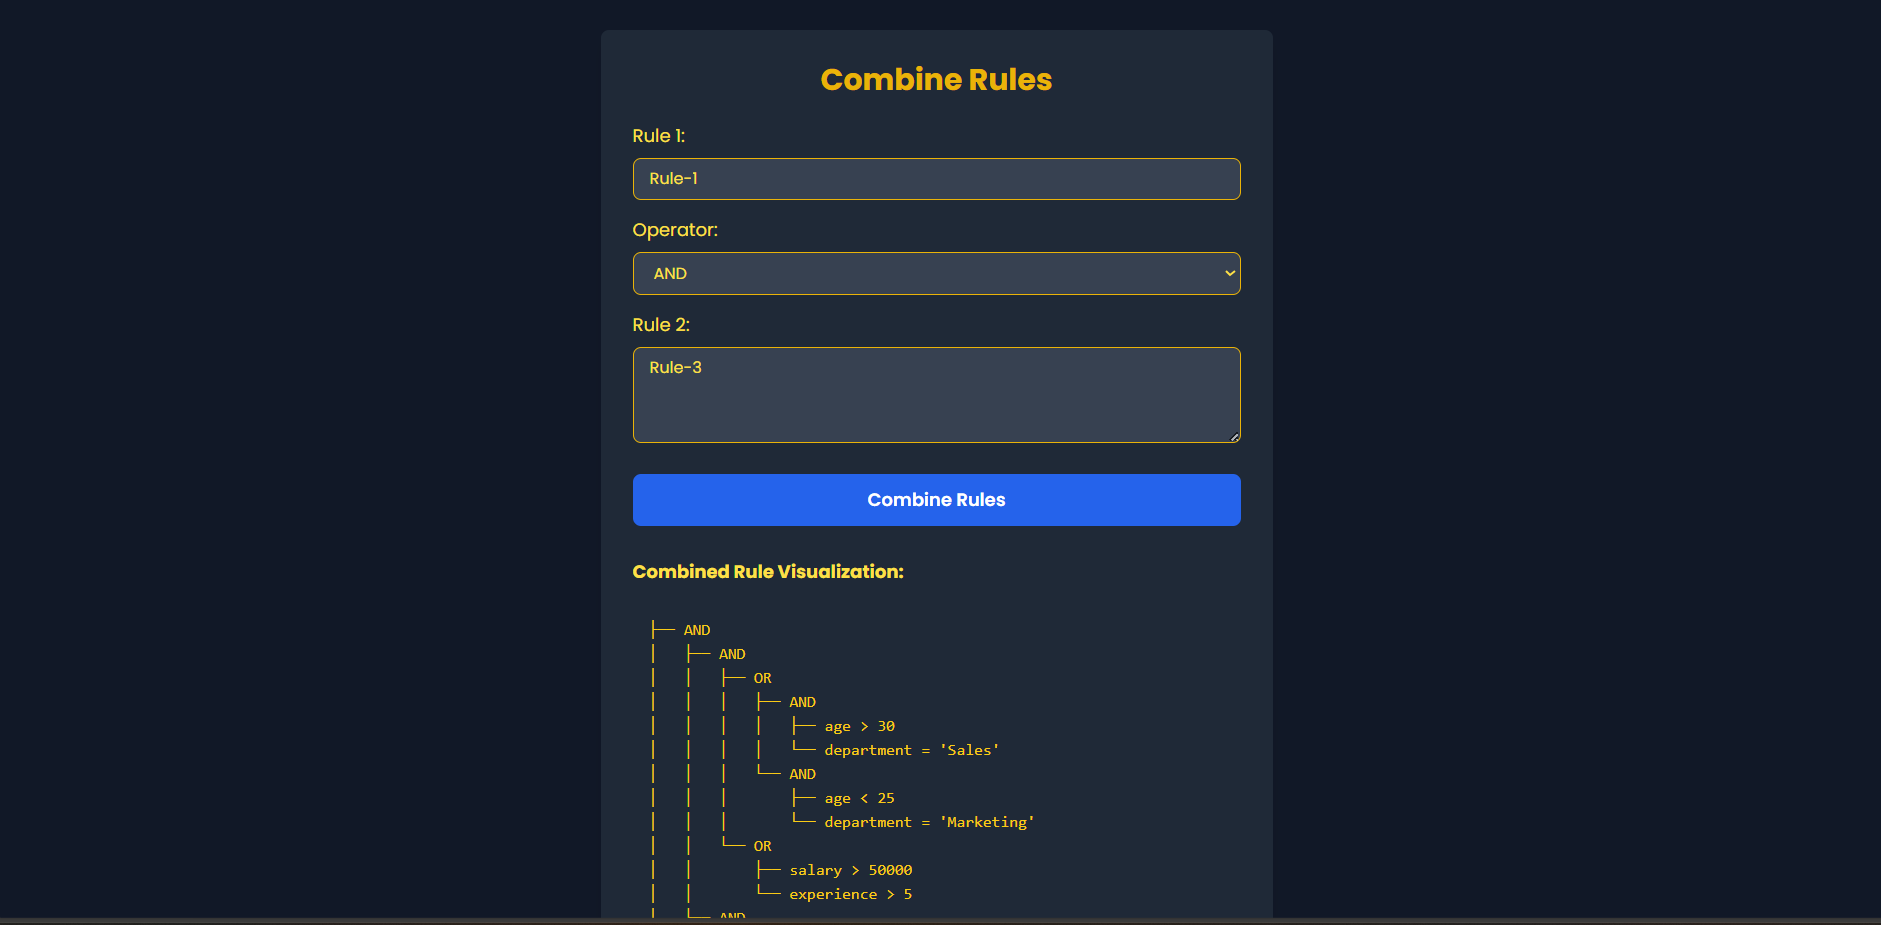 Combine Rules
Rule 1:
Rule-1
Operator:
AND
Rule 2:
Rule-3
Combine Rules
Combined Rule Visualization:
├── AND
│   ├── AND
│   │   ├── OR
│   │   │   ├── AND
│   │   │   │   ├── age > 30
│   │   │   │   └── department = 'Sales'
│   │   │   └── AND
│   │   │       ├── age < 25
│   │   │       └── department = 'Marketing'
│   │   └── OR
│   │       ├── salary > 50000
│   │       └── experience > 5
│   ├── AND